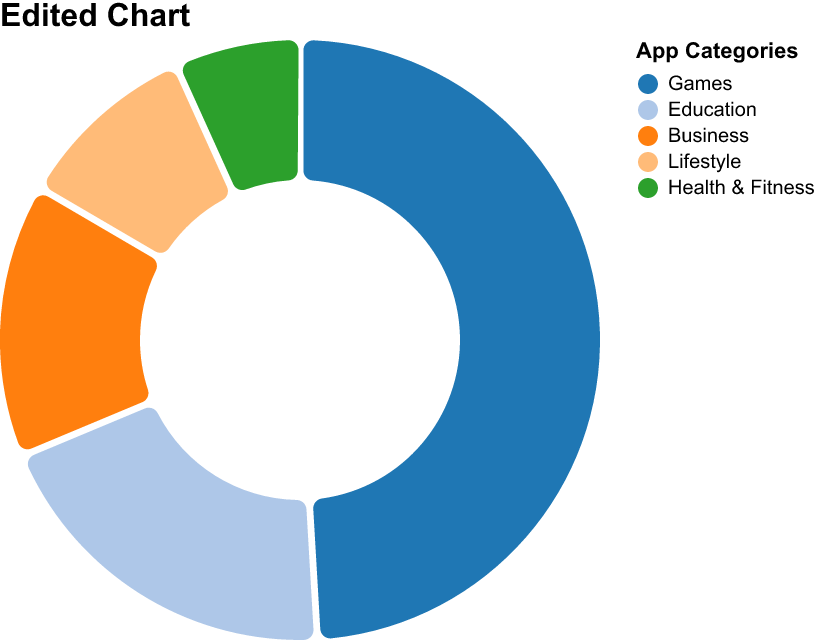 Edited Chart
App Categories
Games
Education
Business
Lifestyle
Health & Fitness